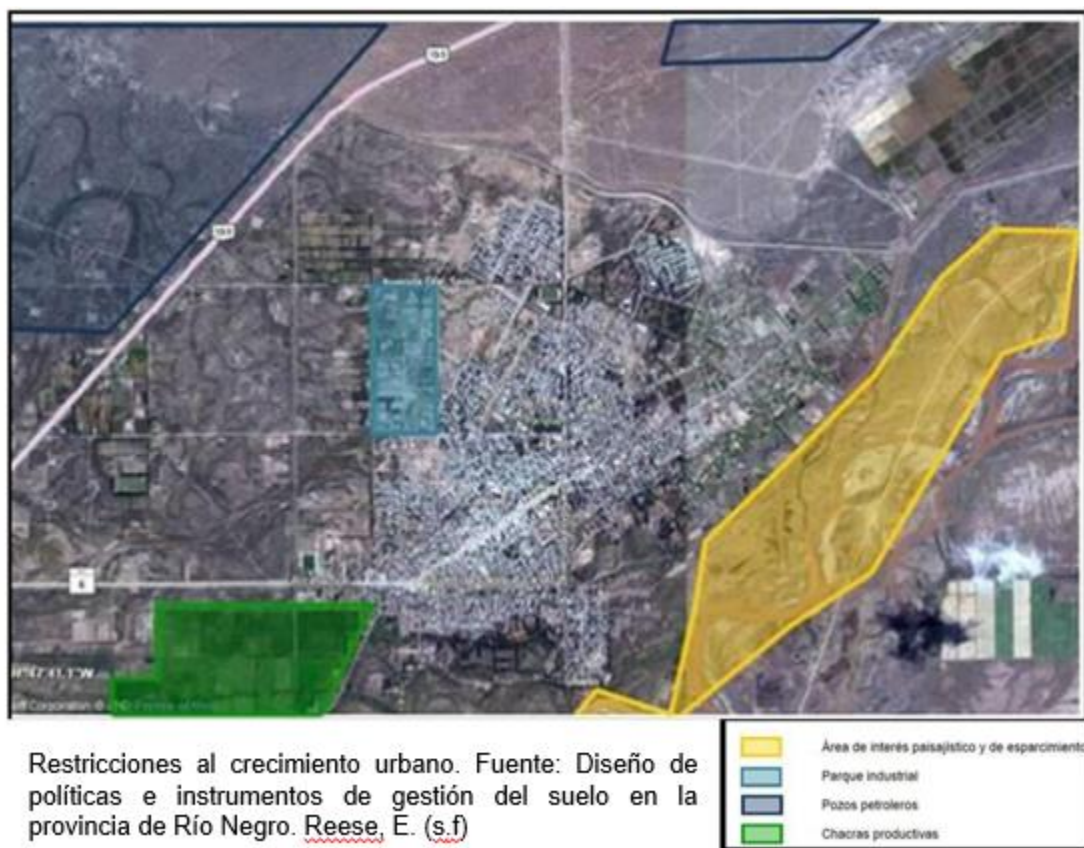 151
151
6
Restricciones al crecimiento urbano. Fuente: Diseño de
políticas e instrumentos de gestión del suelo en la
provincia de Río Negro. Reese, E. (s.f)
Área de interés paisajístico y de esparcimiento
Parque industrial
Pozos petroleros
Chacras productivas